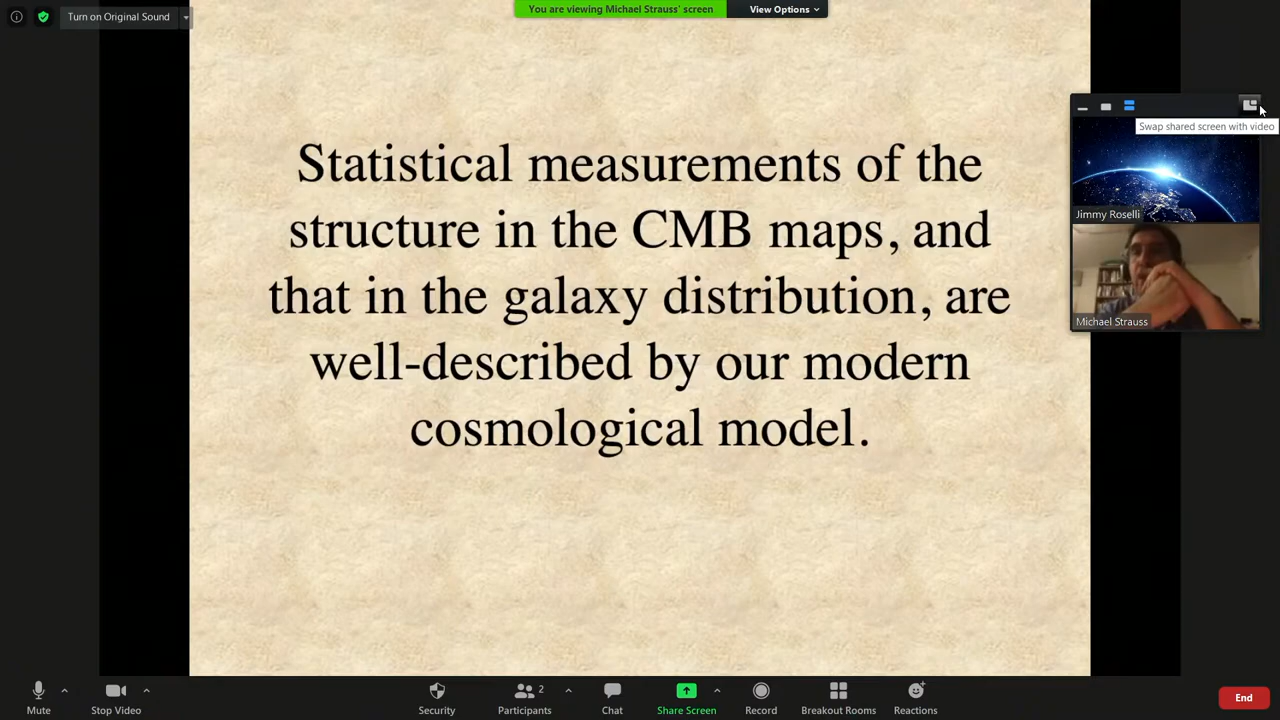 Turn on Original Sound
You are viewing Michael Strauss' screen
View Options
Statistical measurements of the
structure in the CMB maps, and
that in the galaxy distribution, are
well-described by our modern
cosmological model.
Swap shared screen with video
Jimmy Roselli
Michael Strauss
Mute
Stop Video
Security
Participants
2
Chat
Share Screen
Record
Breakout Rooms
Reactions
End